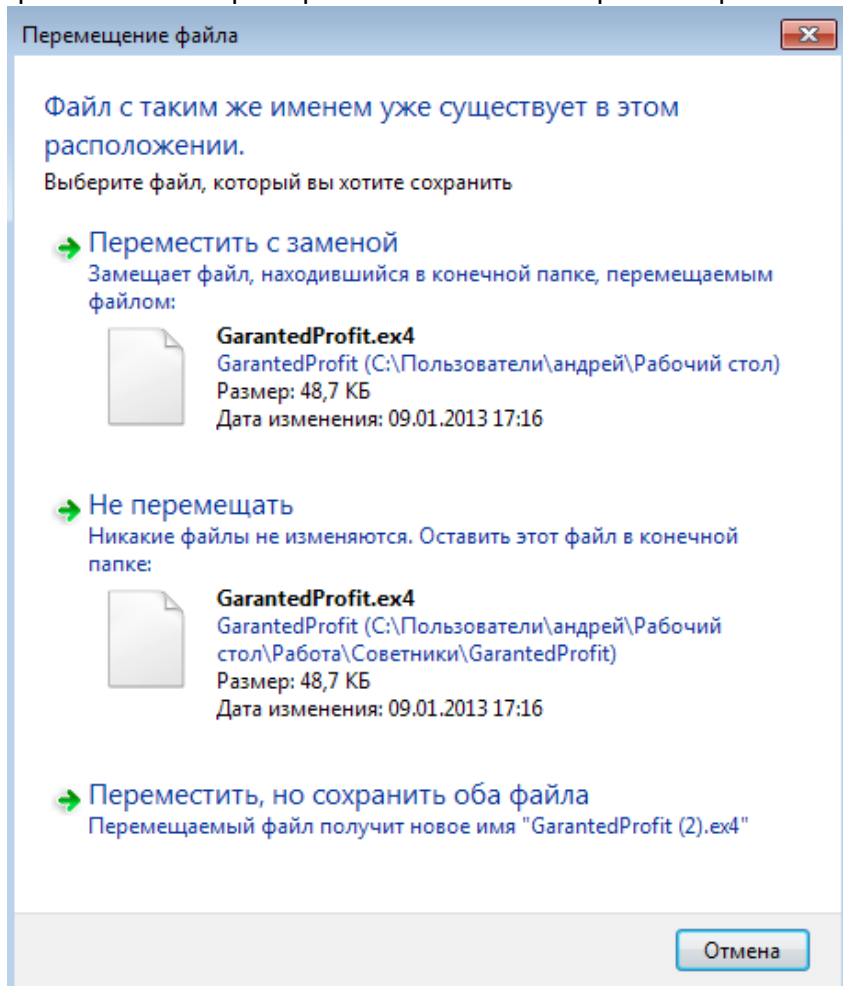 Перемещение файла
Файл с таким же именем уже существует в этом
расположении.
Выберите файл, который вы хотите сохранить
Переместить с заменой
Замещает файл, находившийся в конечной папке, перемещаемым
файлом:
GarantedProfit.ex4
GarantedProfit (C:\Пользователи\андрей\Рабочий стол)
Размер: 48,7 КБ
Дата изменения: 09.01.2013 17:16
Не перемещать
Никакие файлы не изменяются. Оставить этот файл в конечной
папке:
GarantedProfit.ex4
GarantedProfit (C:\Пользователи\андрей\Рабочий
стол\Работа\Советники\GarantedProfit)
Размер: 48,7 КБ
Дата изменения: 09.01.2013 17:16
Переместить, но сохранить оба файла
Перемещаемый файл получит новое имя "GarantedProfit (2).ex4"
Отмена